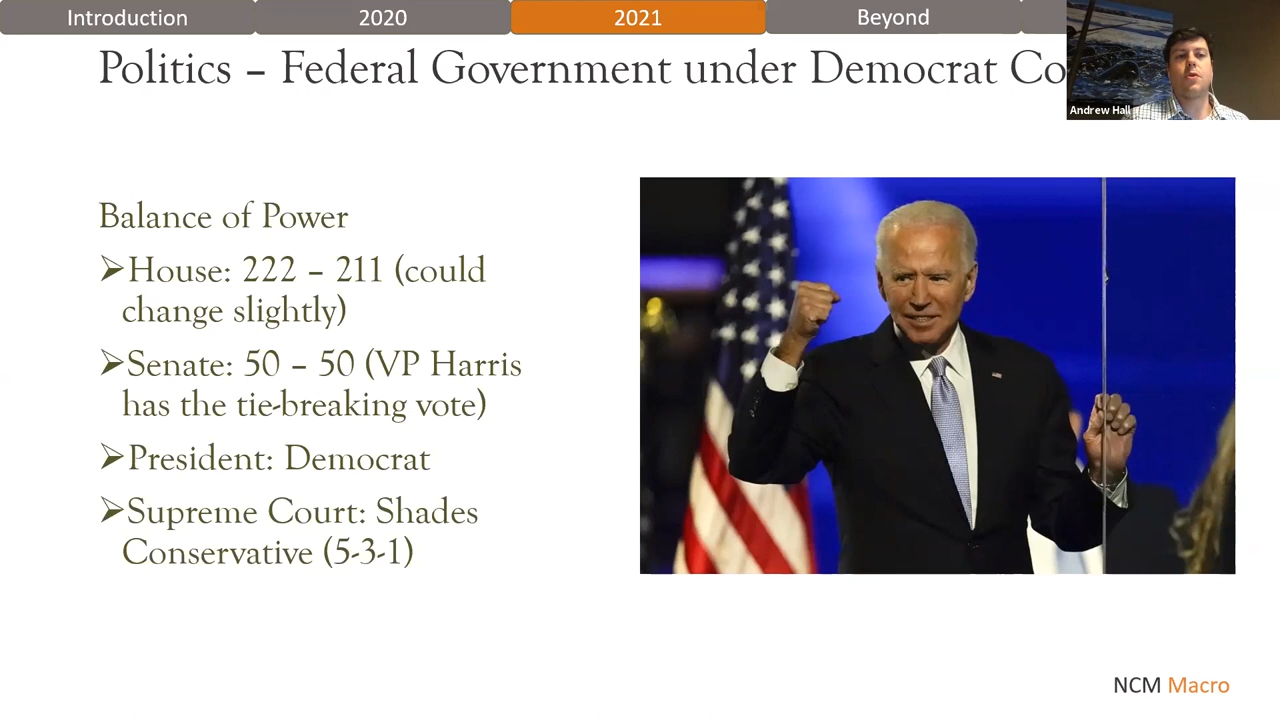 Introduction
2020
2021
Beyond
Politics – Federal Government under Democrat Co
Andrew Hall
Balance of Power
➢House: 222 – 211 (could
change slightly)
➢Senate: 50 – 50 (VP Harris
has the tie-breaking vote)
➢President: Democrat
➢Supreme Court: Shades
Conservative (5-3-1)
NCM Macro